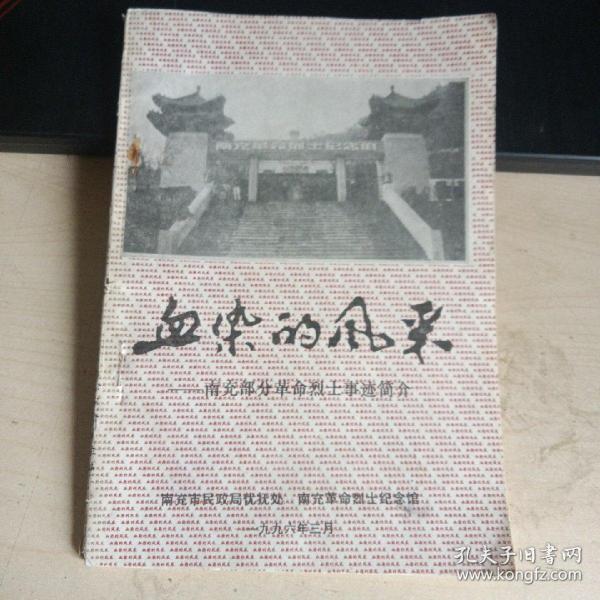 南充革命烈士纪念馆
血染的风采
——南充部分革命烈士事迹简介
南充市民政局优抚处 南充革命烈士纪念馆
一九九六年三月
孔夫子旧书网
www.kongfz.com